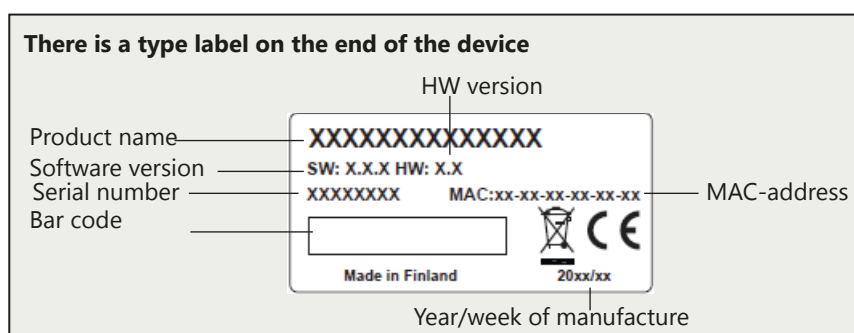 There is a type label on the end of the device
HW version
Product name
XXXXXXXXXXXXXX
Software version
SW: X.X.X HW: X.X
Serial number
XXXXXXXX MAC:xx-xx-xx-xx-xx-xx
MAC-address
Bar code
CE
Made in Finland 20xx/xx
Year/week of manufacture